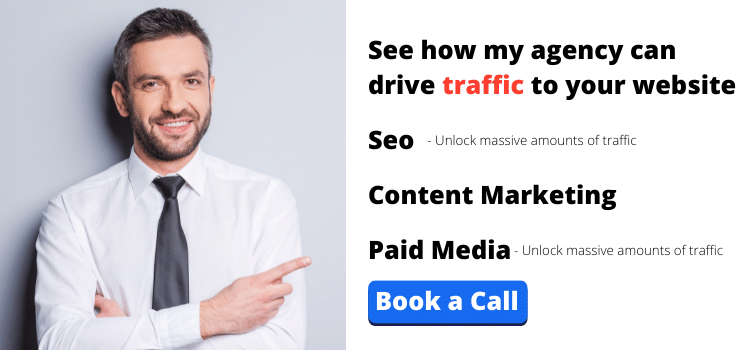 See how my agency can
drive traffic to your website
Seo - Unlock massive amounts of traffic
Content Marketing
Paid Media - Unlock massive amounts of traffic
Book a Call